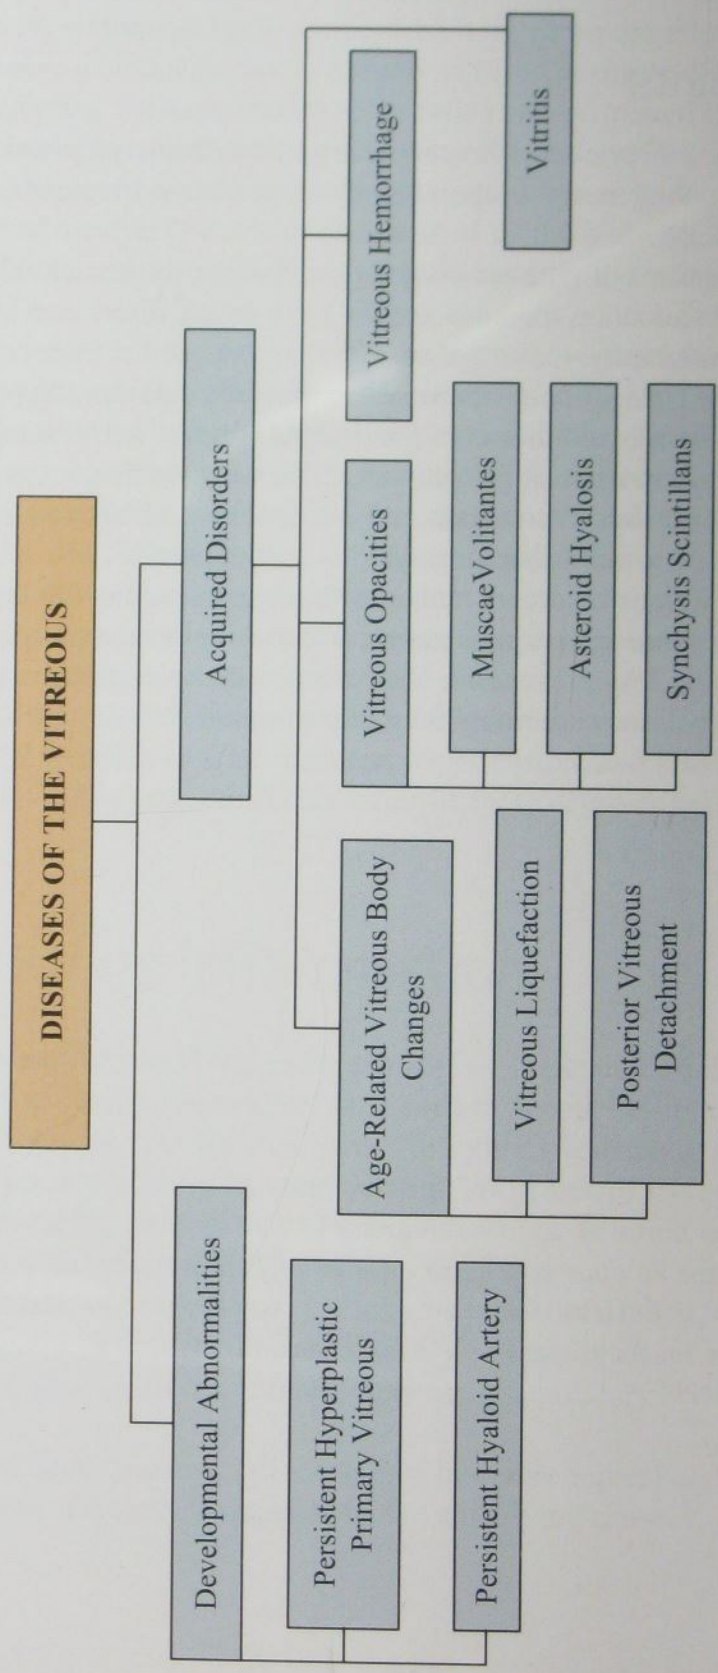 DISEASES OF THE VITREOUS
Developmental Abnormalities
Persistent Hyperplastic
Primary Vitreous
Persistent Hyaloid Artery
Acquired Disorders
Age-Related Vitreous Body
Changes
Vitreous Liquefaction
Posterior Vitreous
Detachment
Vitreous Opacities
MuscaeVolitantes
Asteroid Hyalosis
Synchysis Scintillans
Vitreous Hemorrhage
Vitritis